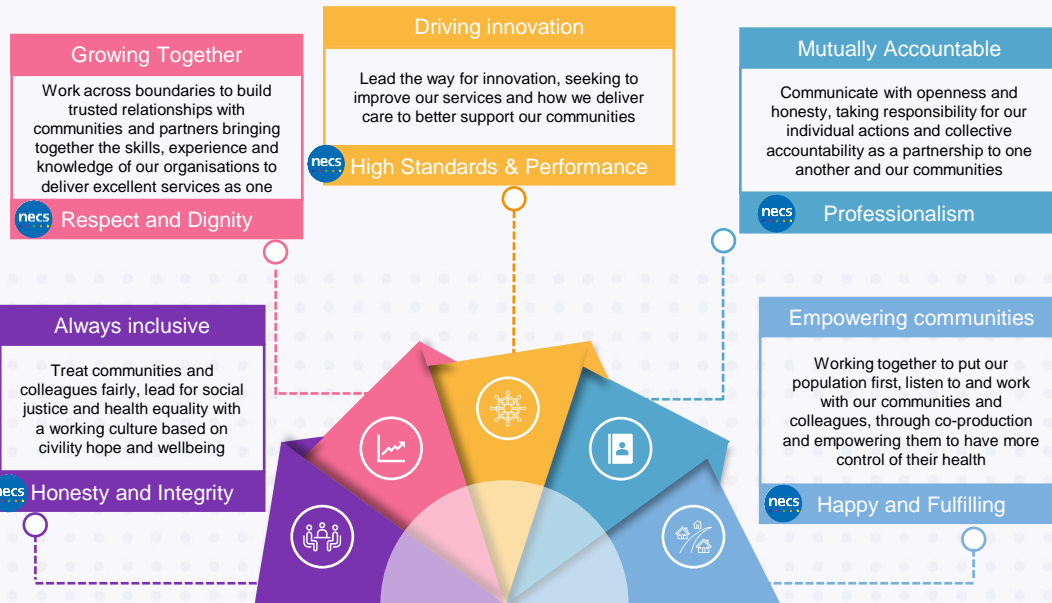 Driving innovation
Lead the way for innovation, seeking to
improve our services and how we deliver
care to better support our communities
necs
High Standards & Performance
Growing Together
Work across boundaries to build
trusted relationships with
communities and partners bringing
together the skills, experience and
knowledge of our organisations to
deliver excellent services as one
necs
Respect and Dignity
Mutually Accountable
Communicate with openness and
honesty, taking responsibility for our
individual actions and collective
accountability as a partnership to one
another and our communities
necs
Professionalism
Always inclusive
Treat communities and
colleagues fairly, lead for social
justice and health equality with
a working culture based on
civility hope and wellbeing
necs
Honesty and Integrity
Empowering communities
Working together to put our
population first, listen to and work
with our communities and
colleagues, through co-production
and empowering them to have more
control of their health
necs
Happy and Fulfilling